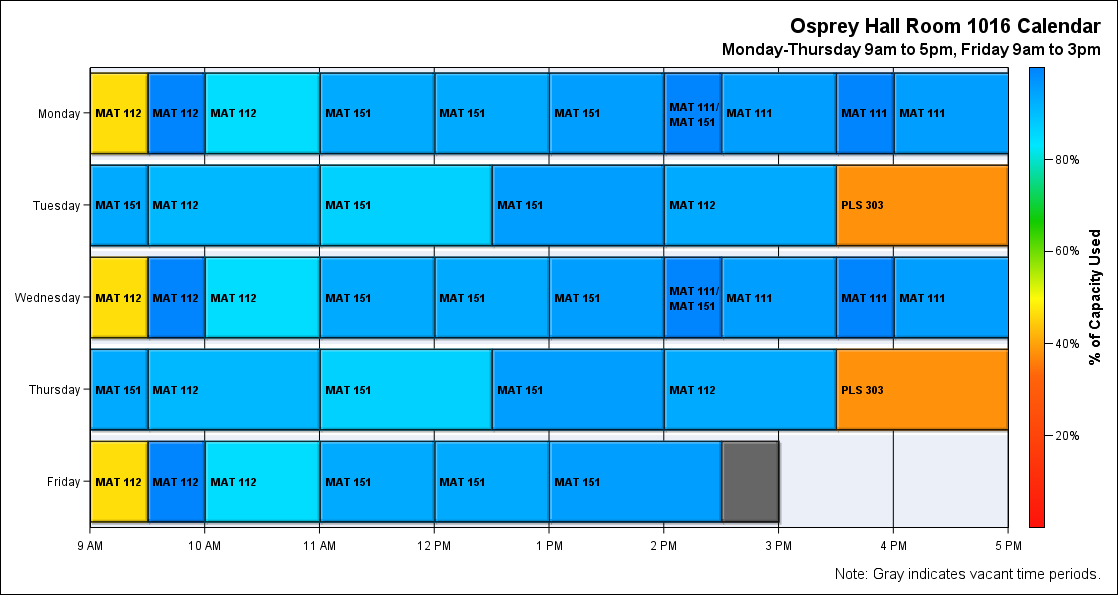 Osprey Hall Room 1016 Calendar
Monday-Thursday 9am to 5pm, Friday 9am to 3pm
Monday
MAT 112
MAT 112
MAT 112
MAT 151
MAT 151
MAT 151
MAT 111/
MAT 151
MAT 111
MAT 111
MAT 111
Tuesday
MAT 151
MAT 112
MAT 151
MAT 151
MAT 112
PLS 303
Wednesday
MAT 112
MAT 112
MAT 112
MAT 151
MAT 151
MAT 151
MAT 111/
MAT 151
MAT 111
MAT 111
MAT 111
Thursday
MAT 151
MAT 112
MAT 151
MAT 151
MAT 112
PLS 303
Friday
MAT 112
MAT 112
MAT 112
MAT 151
MAT 151
MAT 151
9 AM
10 AM
11 AM
12 PM
1 PM
2 PM
3 PM
4 PM
5 PM
80%
60%
40%
20%
% of Capacity Used
Note: Gray indicates vacant time periods.